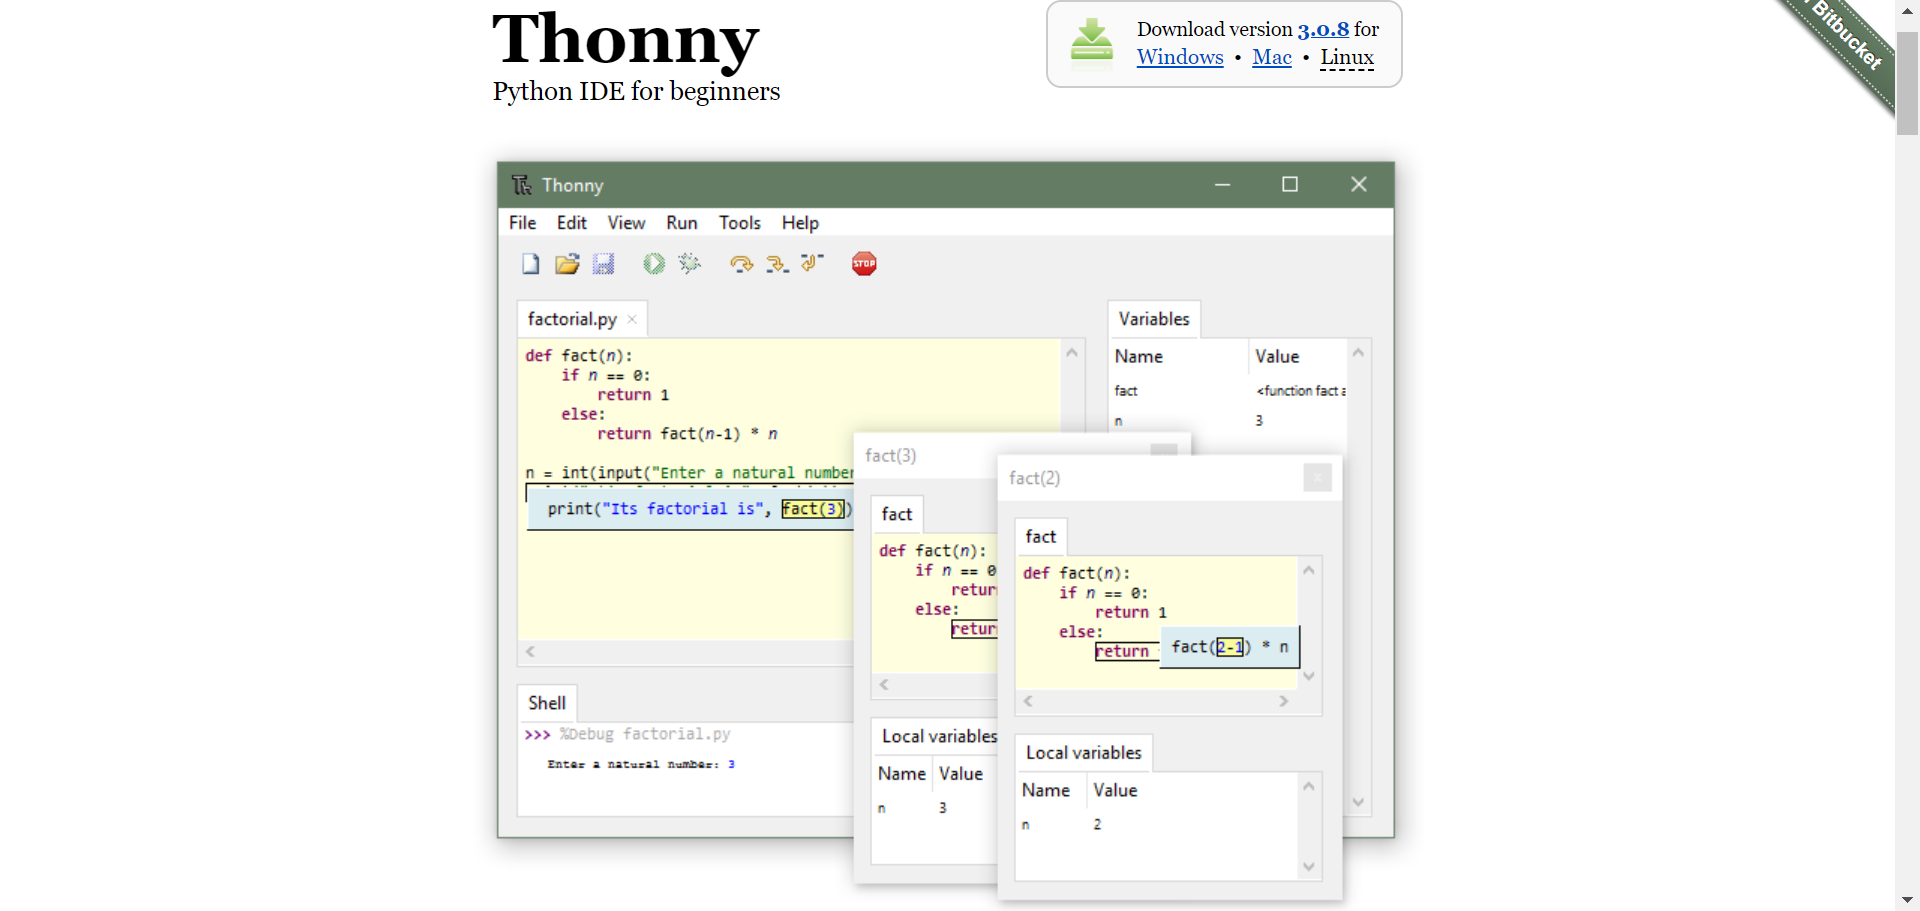 Thonny
Python IDE for beginners
Download version 3.0.8 for
Windows • Mac • Linux
Bitbucket
Thonny
File Edit View Run Tools Help
STOP
factorial.py
def fact(n):
if n == 0:
return 1
else:
return fact(n-1) * n
n = int(input("Enter a natural number
print("Its factorial is", fact(3))
Variables
Name Value
fact <function fact a
n 3
Shell
>>> %Debug factorial.py
Enter a natural number: 3
fact(3)
fact
def fact(n):
if n == 0
retur
else:
retur
Local variables
Name Value
n 3
fact(2)
fact
def fact(n):
if n == 0:
return 1
else:
return fact(2-1) * n
Local variables
Name Value
n 2